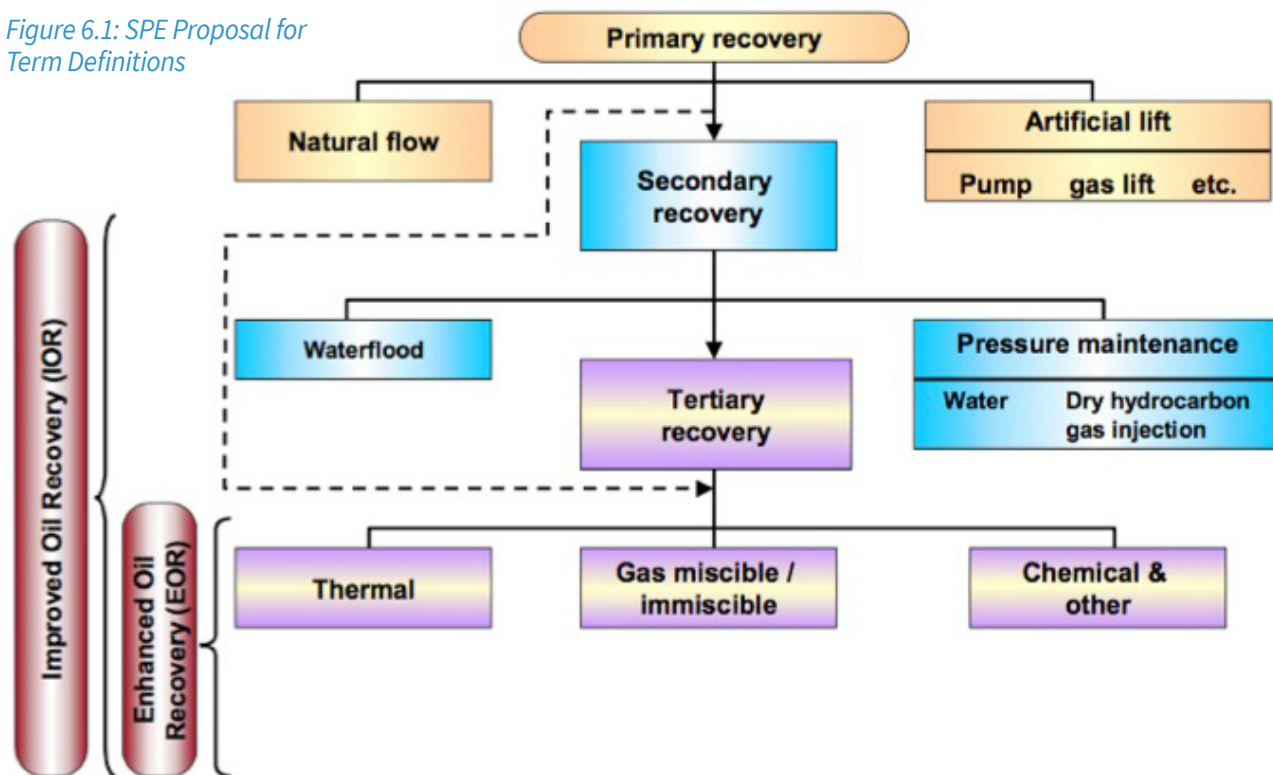 Figure 6.1: SPE Proposal for
Term Definitions
Primary recovery
Natural flow
Artificial lift
Pump gas lift etc.
Secondary
recovery
Waterflood
Pressure maintenance
Water Dry hydrocarbon
gas injection
Tertiary
recovery
Thermal
Gas miscible /
immiscible
Chemical &
other
Improved Oil Recovery (IOR)
Enhanced Oil
Recovery (EOR)